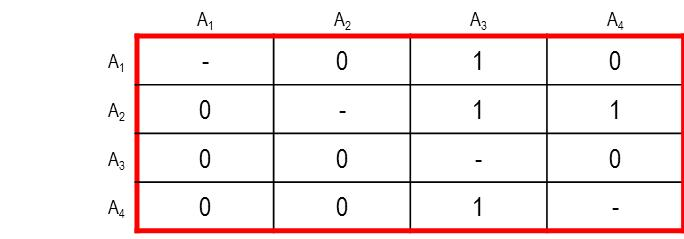 A₁ A₂ A₃ A₄
A₁ - 0 1 0
A₂ 0 - 1 1
A₃ 0 0 - 0
A₄ 0 0 1 -